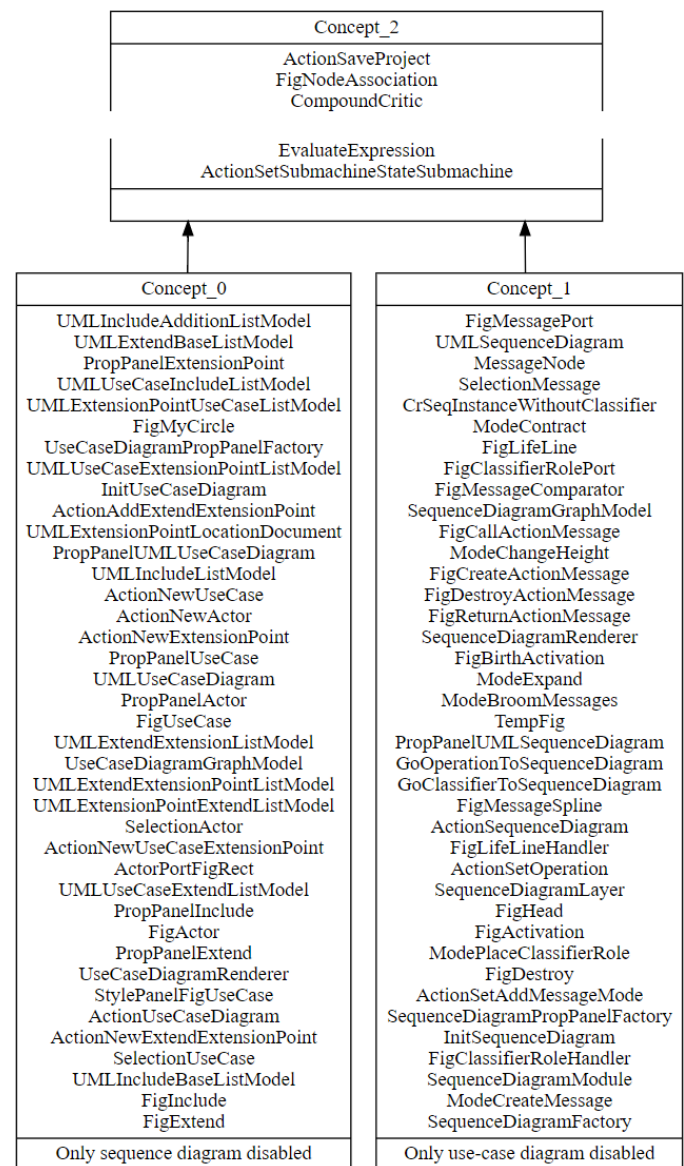 Concept_2
ActionSaveProject
FigNodeAssociation
CompoundCritic
EvaluateExpression
ActionSetSubmachineStateSubmachine
Concept_0
UMLIncludeAdditionListModel
UMLExtendBaseListModel
PropPanelExtensionPoint
UMLUseCaseIncludeListModel
UMLExtensionPointUseCaseListModel
FigMyCircle
UseCaseDiagramPropPanelFactory
UMLUseCaseExtensionPointListModel
InitUseCaseDiagram
ActionAddExtendExtensionPoint
UMLExtensionPointLocationDocument
PropPanelUMLUseCaseDiagram
UMLIncludeListModel
ActionNewUseCase
ActionNewActor
ActionNewExtensionPoint
PropPanelUseCase
UMLUseCaseDiagram
PropPanelActor
FigUseCase
UMLExtendExtensionListModel
UseCaseDiagramGraphModel
UMLExtendExtensionPointListModel
UMLExtensionPointExtendListModel
SelectionActor
ActionNewUseCaseExtensionPoint
ActorPortFigRect
UMLUseCaseExtendListModel
PropPanelInclude
FigActor
PropPanelExtend
UseCaseDiagramRenderer
StylePanelFigUseCase
ActionUseCaseDiagram
ActionNewExtendExtensionPoint
SelectionUseCase
UMLIncludeBaseListModel
FigInclude
FigExtend
Only sequence diagram disabled
Concept_1
FigMessagePort
UMLSequenceDiagram
MessageNode
SelectionMessage
CrSeqInstanceWithoutClassifier
ModeContract
FigLifeLine
FigClassifierRolePort
FigMessageComparator
SequenceDiagramGraphModel
FigCallActionMessage
ModeChangeHeight
FigCreateActionMessage
FigDestroyActionMessage
FigReturnActionMessage
SequenceDiagramRenderer
FigBirthActivation
ModeExpand
ModeBroomMessages
TempFig
PropPanelUMLSequenceDiagram
GoOperationToSequenceDiagram
GoClassifierToSequenceDiagram
FigMessageSpline
ActionSequenceDiagram
FigLifeLineHandler
ActionSetOperation
SequenceDiagramLayer
FigHead
FigActivation
ModePlaceClassifierRole
FigDestroy
ActionSetAddMessageMode
SequenceDiagramPropPanelFactory
InitSequenceDiagram
FigClassifierRoleHandler
SequenceDiagramModule
ModeCreateMessage
SequenceDiagramFactory
Only use-case diagram disabled